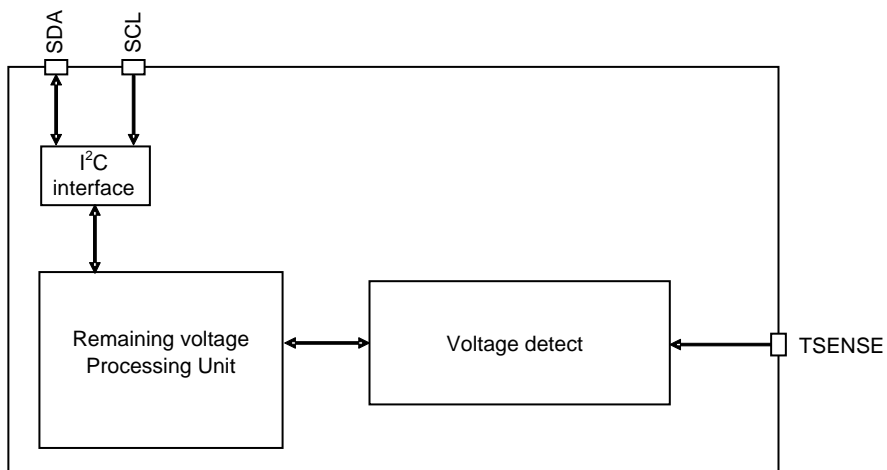 SDA
SCL
I²C
interface
Remaining voltage
Processing Unit
Voltage detect
TSENSE